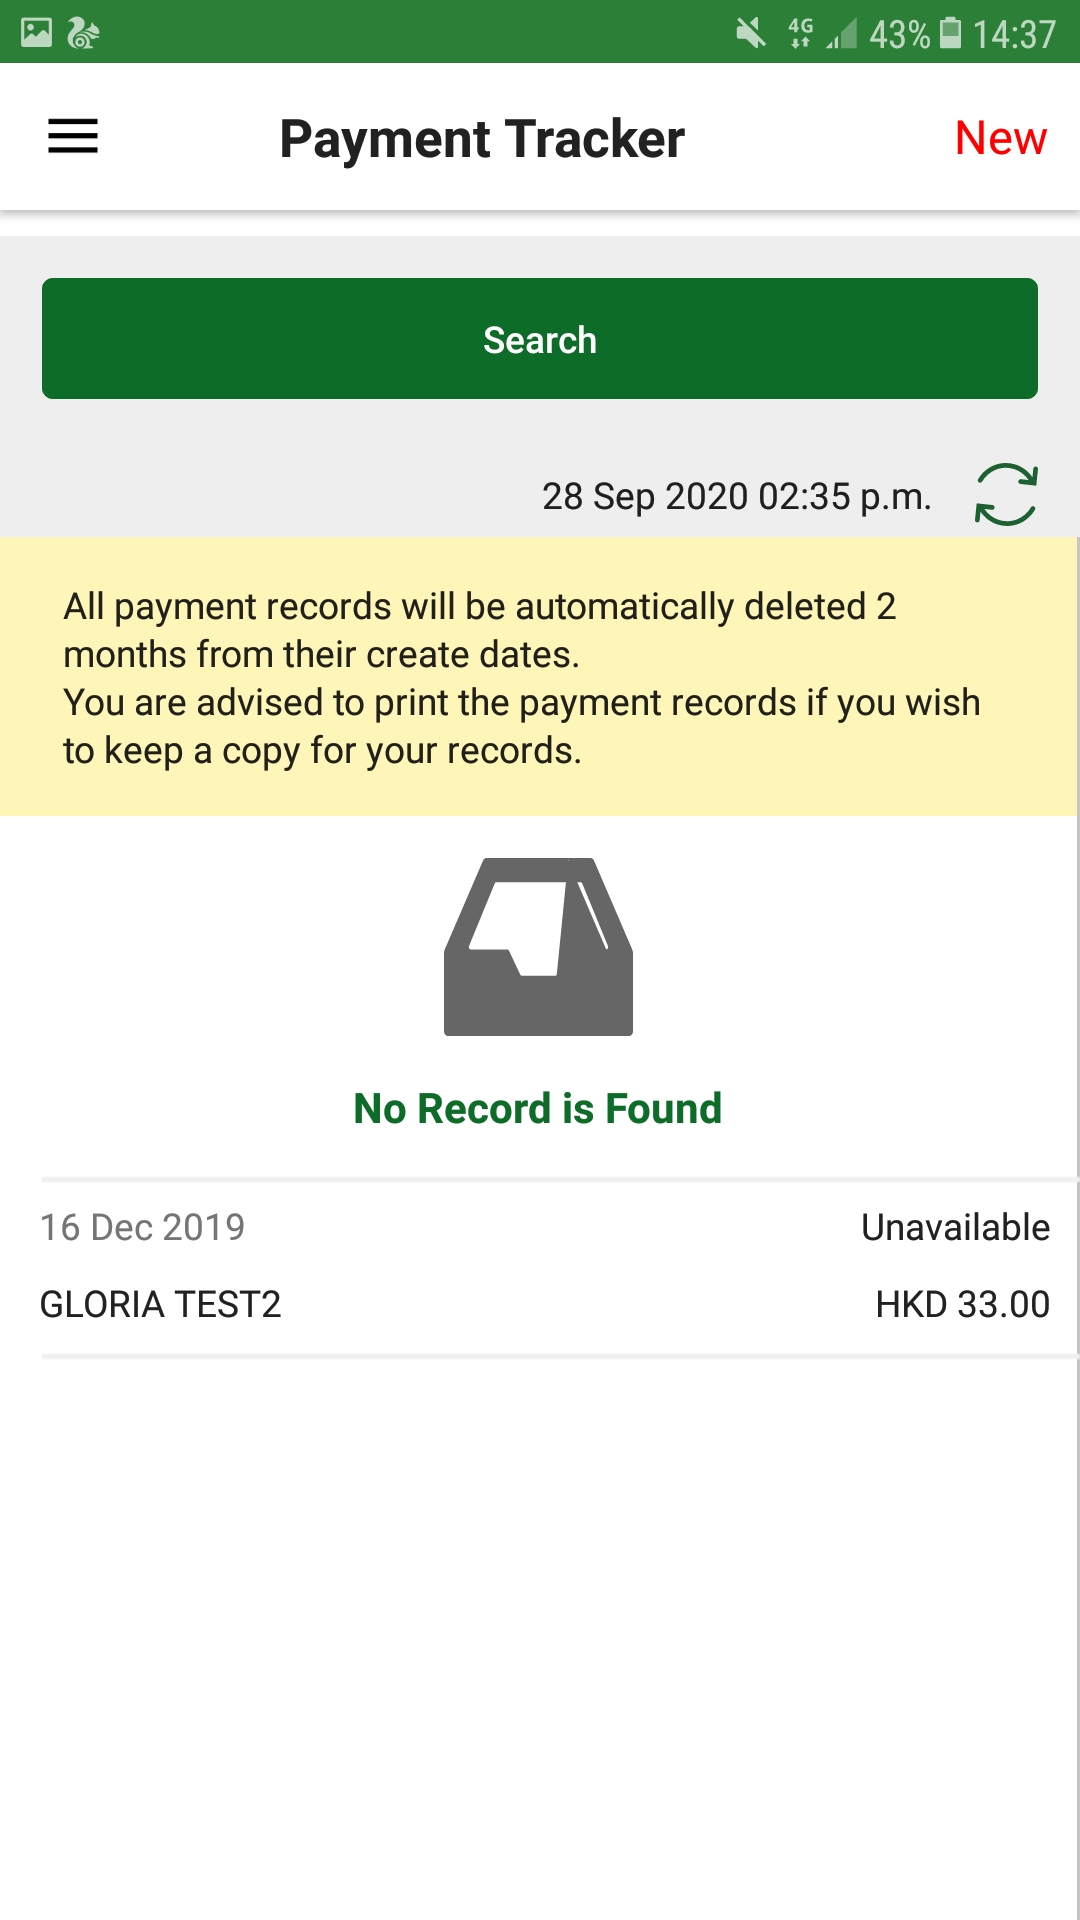 4G 43% 14:37
Payment Tracker New
Search
28 Sep 2020 02:35 p.m.
All payment records will be automatically deleted 2
months from their create dates.
You are advised to print the payment records if you wish
to keep a copy for your records.
No Record is Found
16 Dec 2019 Unavailable
GLORIA TEST2 HKD 33.00